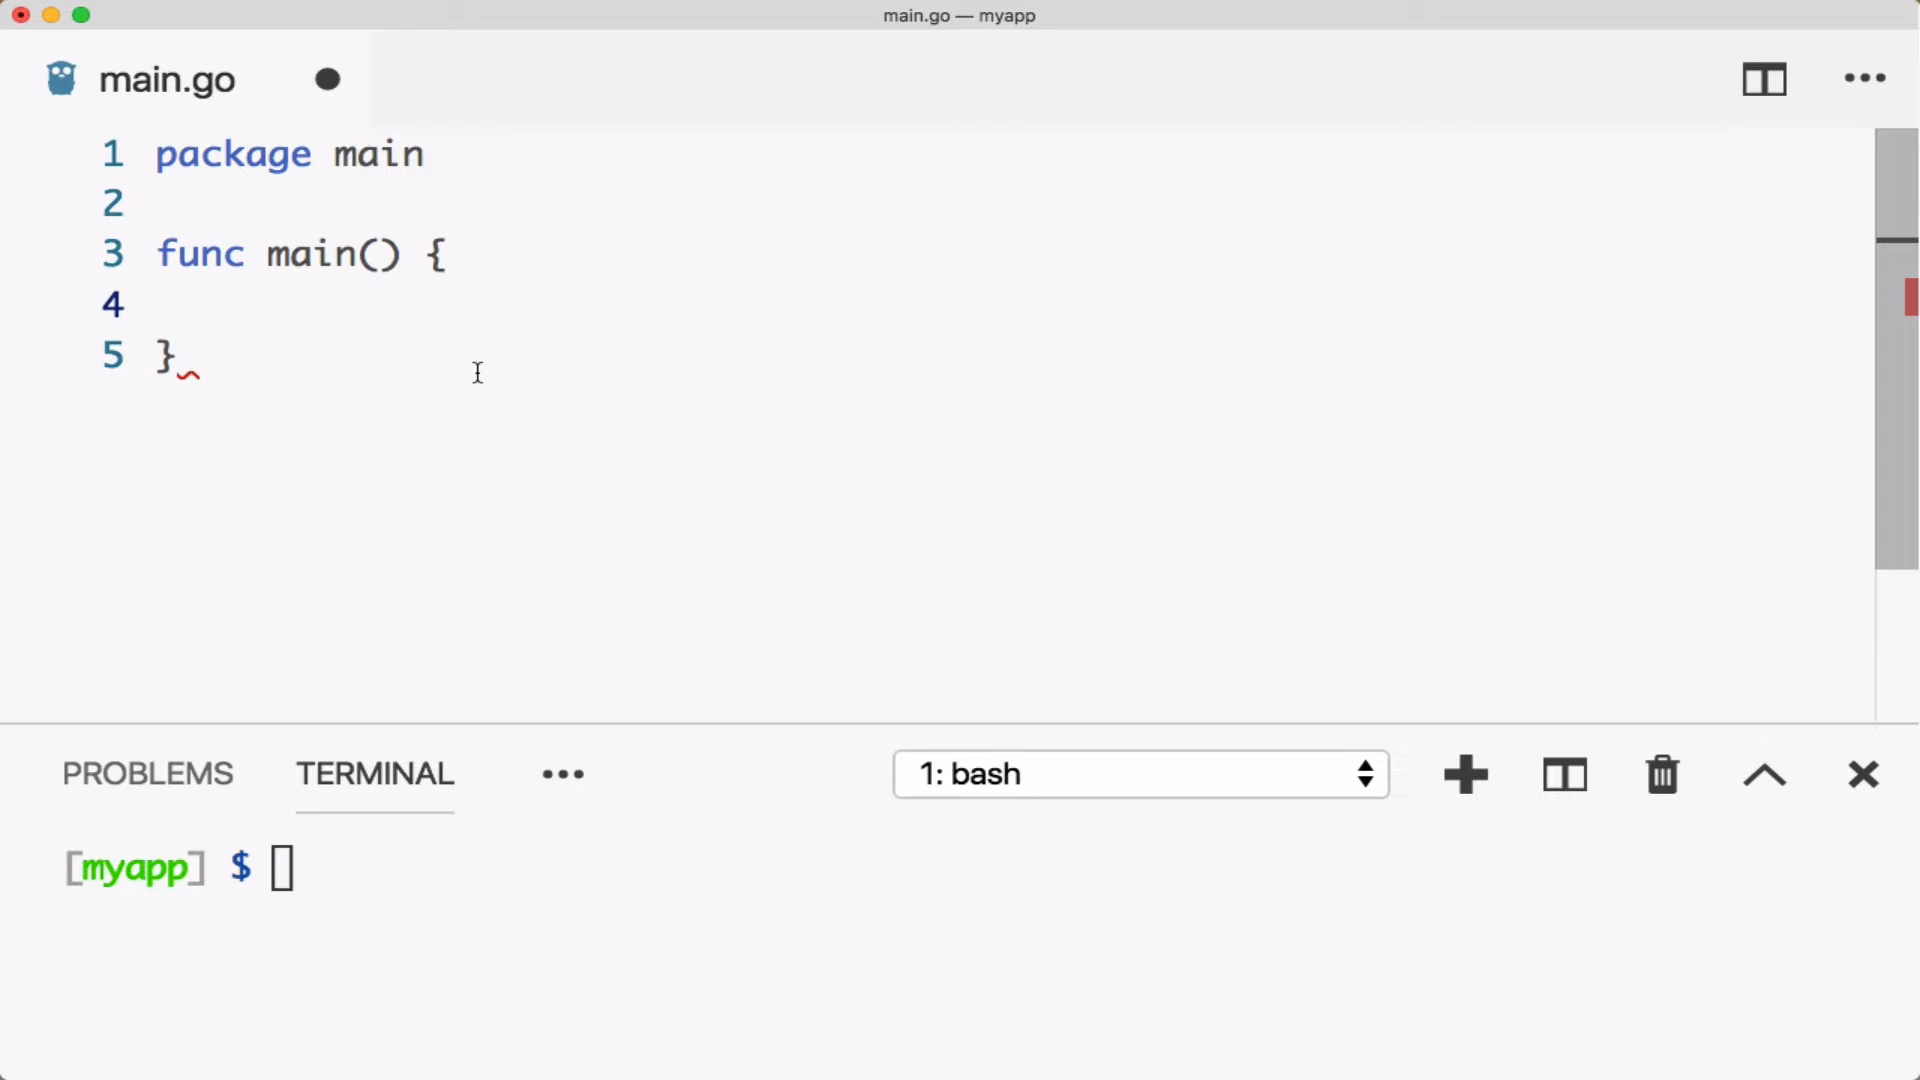 main.go — myapp
main.go
1 package main
2
3 func main() {
4
5 }
PROBLEMS TERMINAL 1: bash
[myapp] $